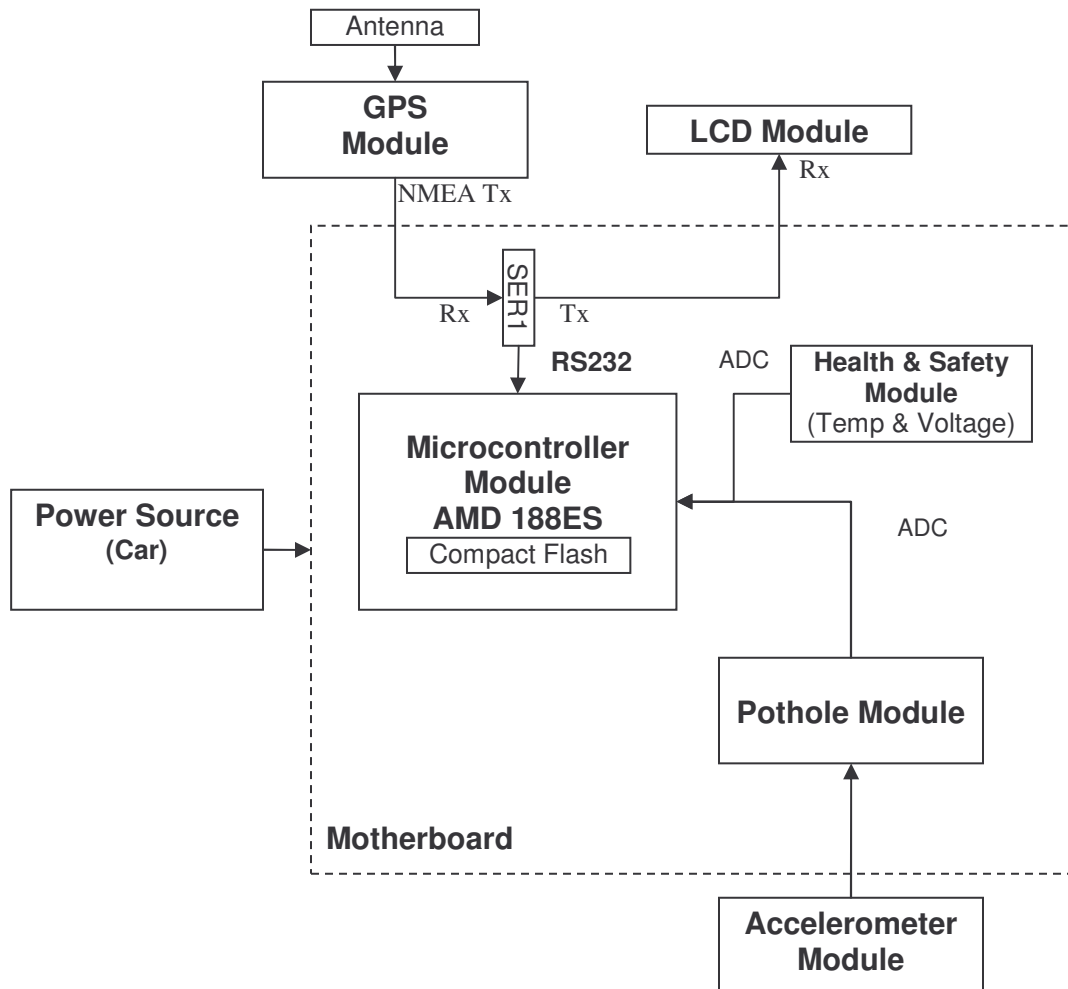 Antenna
GPS
Module
LCD Module
Rx
NMEA Tx
SER1
Rx
Tx
RS232
ADC
Health & Safety
Module
(Temp & Voltage)
Microcontroller
Module
AMD 188ES
Compact Flash
Power Source
(Car)
ADC
Pothole Module
Motherboard
Accelerometer
Module